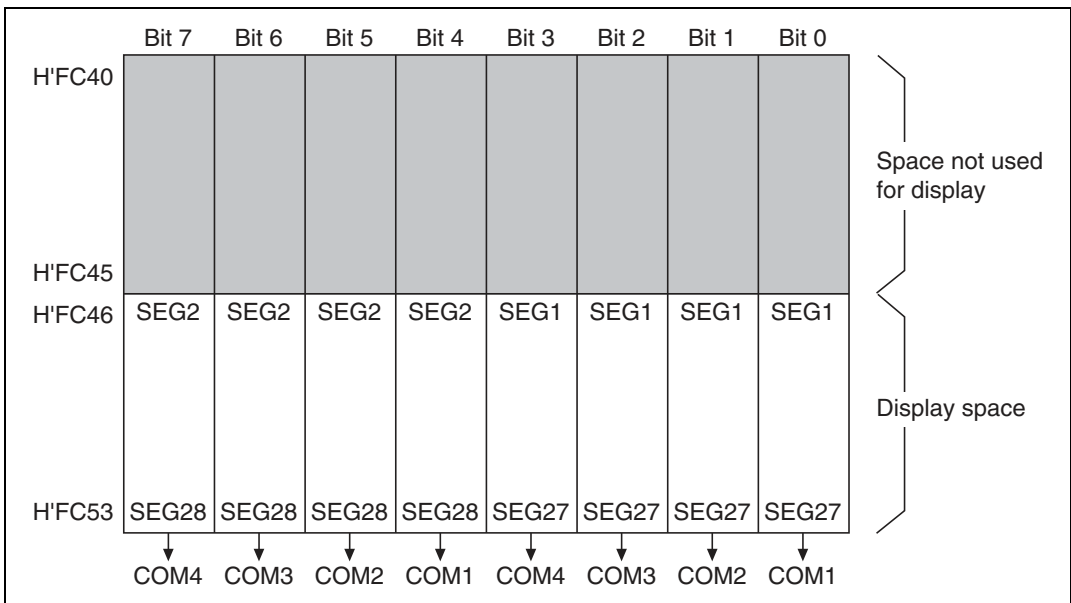 Bit 7 Bit 6 Bit 5 Bit 4 Bit 3 Bit 2 Bit 1 Bit 0
H'FC40
Space not used
for display
H'FC45
H'FC46 SEG2 SEG2 SEG2 SEG2 SEG1 SEG1 SEG1 SEG1
Display space
H'FC53 SEG28 SEG28 SEG28 SEG28 SEG27 SEG27 SEG27 SEG27
COM4 COM3 COM2 COM1 COM4 COM3 COM2 COM1